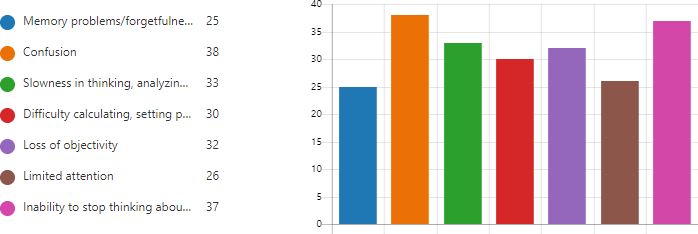 Memory problems/forgetfulne... 25
Confusion 38
Slowness in thinking, analyzin... 33
Difficulty calculating, setting p... 30
Loss of objectivity 32
Limited attention 26
Inability to stop thinking abou... 37
40
35
30
25
20
15
10
5
0